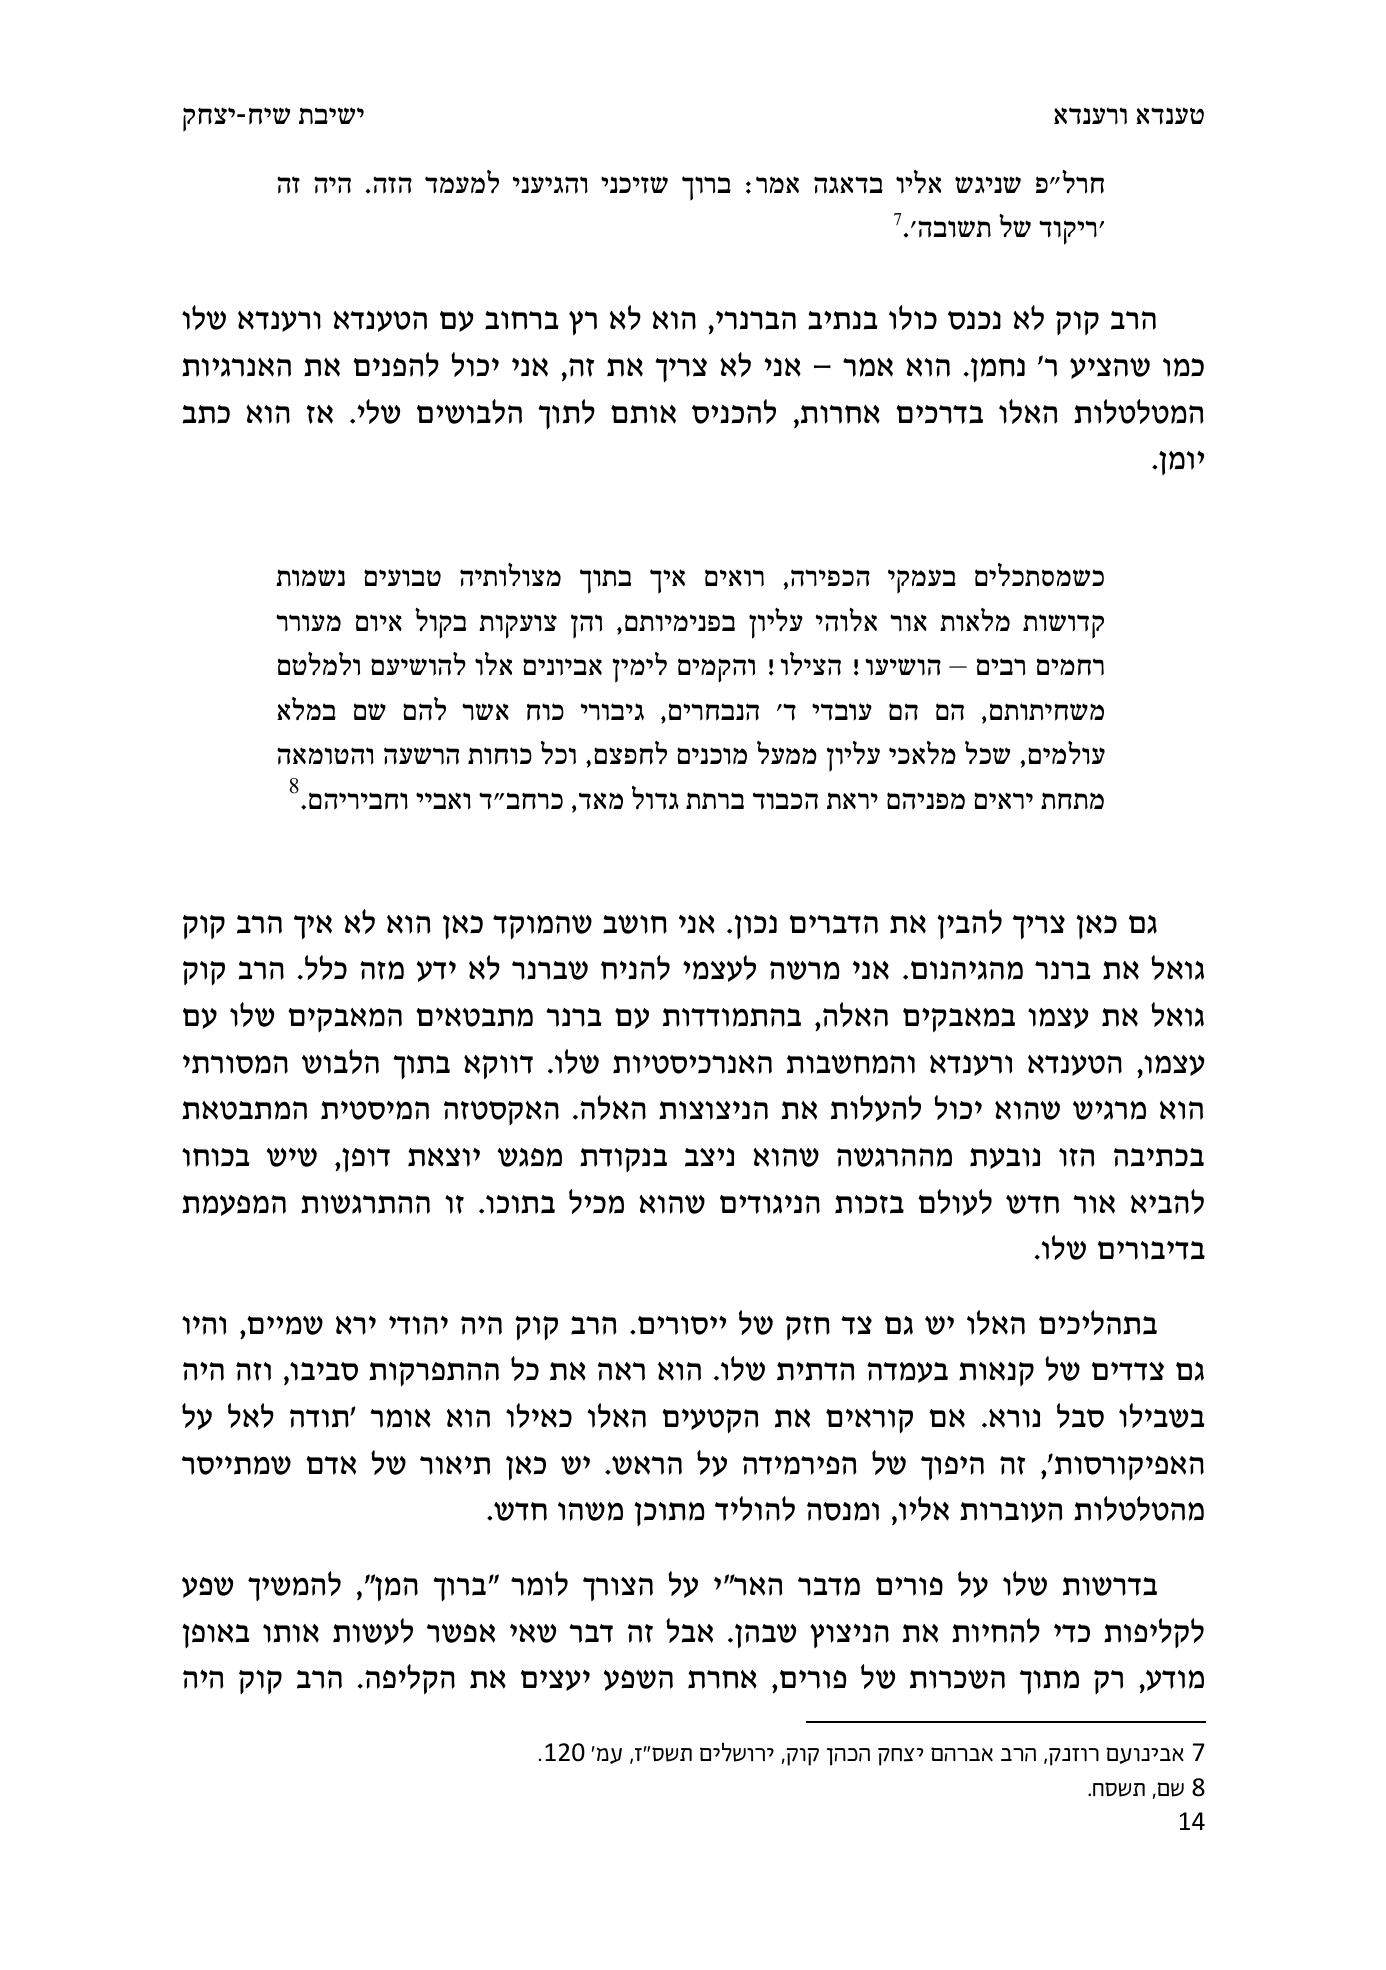 טענדא ורענדא
ישיבת שיח-יצחק
חרל״פ שניגש אליו בדאגה אמר: ברוך שזיכני והגיעני למעמד הזה. היה זה
׳ריקוד של תשובה׳.7
הרב קוק לא נכנס כולו בנתיב הברנרי, הוא לא רץ ברחוב עם הטענדא ורענדא שלו
כמו שהציע ר׳ נחמן. הוא אמר – אני לא צריך את זה, אני יכול להפנים את האנרגיות
המטלטלות האלו בדרכים אחרות, להכניס אותם לתוך הלבושים שלי. אז הוא כתב
יומן.
כשמסתכלים בעמקי הכפירה, רואים איך בתוך מצולותיה טבועים נשמות
קדושות מלאות אור אלוהי עליון בפנימיותם, והן צועקות בקול איום מעורר
רחמים רבים – הושיעו! הצילו! והקמים לימין אביונים אלו להושיעם ולמלטם
משחיתותם, הם הם עובדי ד׳ הנבחרים, גיבורי כוח אשר להם שם במלא
עולמים, שכל מלאכי עליון ממעל מוכנים לחפצם, וכל כוחות הרשעה והטומאה
מתחת יראים מפניהם יראת הכבוד ברתת גדול מאד, כרחב״ד ואביי וחביריהם.8
גם כאן צריך להבין את הדברים נכון. אני חושב שהמוקד כאן הוא לא איך הרב קוק
גואל את ברנר מהגיהנום. אני מרשה לעצמי להניח שברנר לא ידע מזה כלל. הרב קוק
גואל את עצמו במאבקים האלה, בהתמודדות עם ברנר מתבטאים המאבקים שלו עם
עצמו, הטענדא ורענדא והמחשבות האנרכיסטיות שלו. דווקא בתוך הלבוש המסורתי
הוא מרגיש שהוא יכול להעלות את הניצוצות האלה. האקסטזה המיסטית המתבטאת
בכתיבה הזו נובעת מההרגשה שהוא ניצב בנקודת מפגש יוצאת דופן, שיש בכוחו
להביא אור חדש לעולם בזכות הניגודים שהוא מכיל בתוכו. זו ההתרגשות המפעמת
בדיבורים שלו.
בתהליכים האלו יש גם צד חזק של ייסורים. הרב קוק היה יהודי ירא שמיים, והיו
גם צדדים של קנאות בעמדה הדתית שלו. הוא ראה את כל ההתפרקות סביבו, וזה היה
בשבילו סבל נורא. אם קוראים את הקטעים האלו כאילו הוא אומר ׳תודה לאל על
האפיקורסות׳, זה היפוך של הפירמידה על הראש. יש כאן תיאור של אדם שמתייסר
מהטלטלות העוברות אליו, ומנסה להוליד מתוכן משהו חדש.
בדרשות שלו על פורים מדבר האר״י על הצורך לומר ״ברוך המן״, להמשיך שפע
לקליפות כדי להחיות את הניצוץ שבהן. אבל זה דבר שאי אפשר לעשות אותו באופן
מודע, רק מתוך השכרות של פורים, אחרת השפע יעצים את הקליפה. הרב קוק היה
7 אבינועם רוזנק, הרב אברהם יצחק הכהן קוק, ירושלים תשס״ז, עמ׳ 120.
8 שם, תשסח.
14